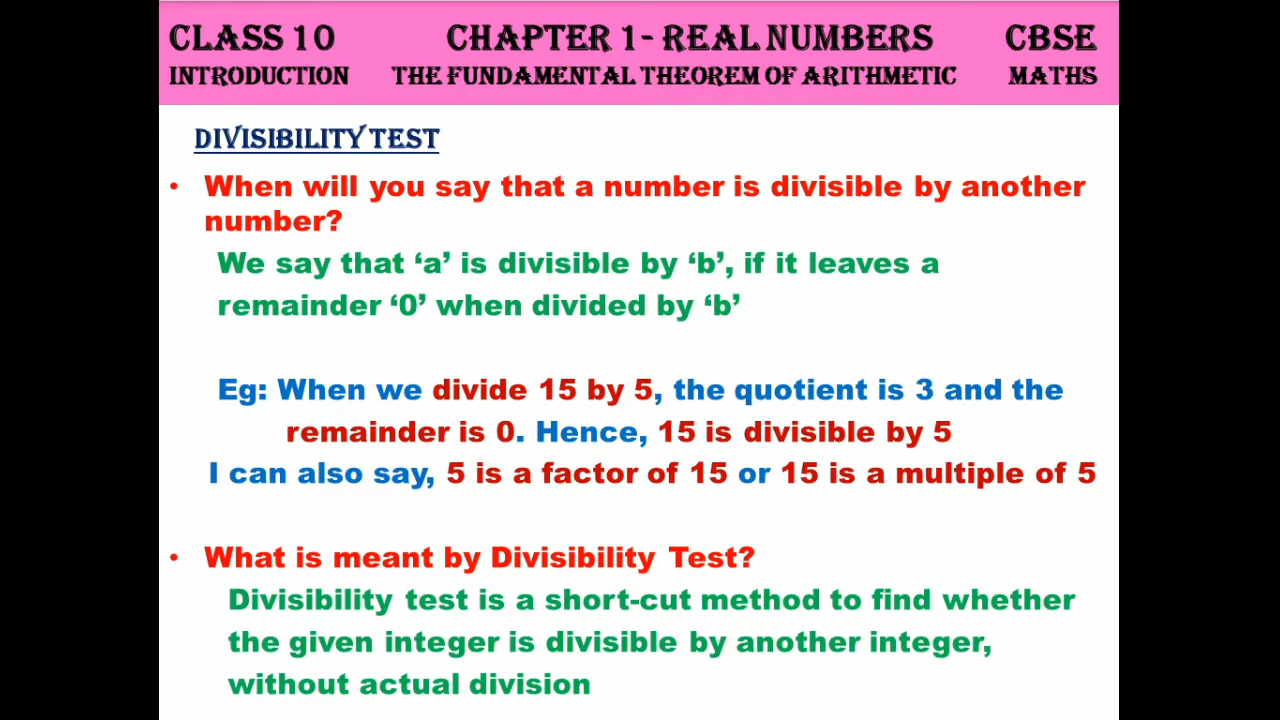 CLASS 10 CHAPTER 1- REAL NUMBERS CBSE
INTRODUCTION THE FUNDAMENTAL THEOREM OF ARITHMETIC MATHS
DIVISIBILITY TEST
• When will you say that a number is divisible by another
number?
We say that ‘a’ is divisible by ‘b’, if it leaves a
remainder ‘0’ when divided by ‘b’
Eg: When we divide 15 by 5, the quotient is 3 and the
remainder is 0. Hence, 15 is divisible by 5
I can also say, 5 is a factor of 15 or 15 is a multiple of 5
• What is meant by Divisibility Test?
Divisibility test is a short-cut method to find whether
the given integer is divisible by another integer,
without actual division